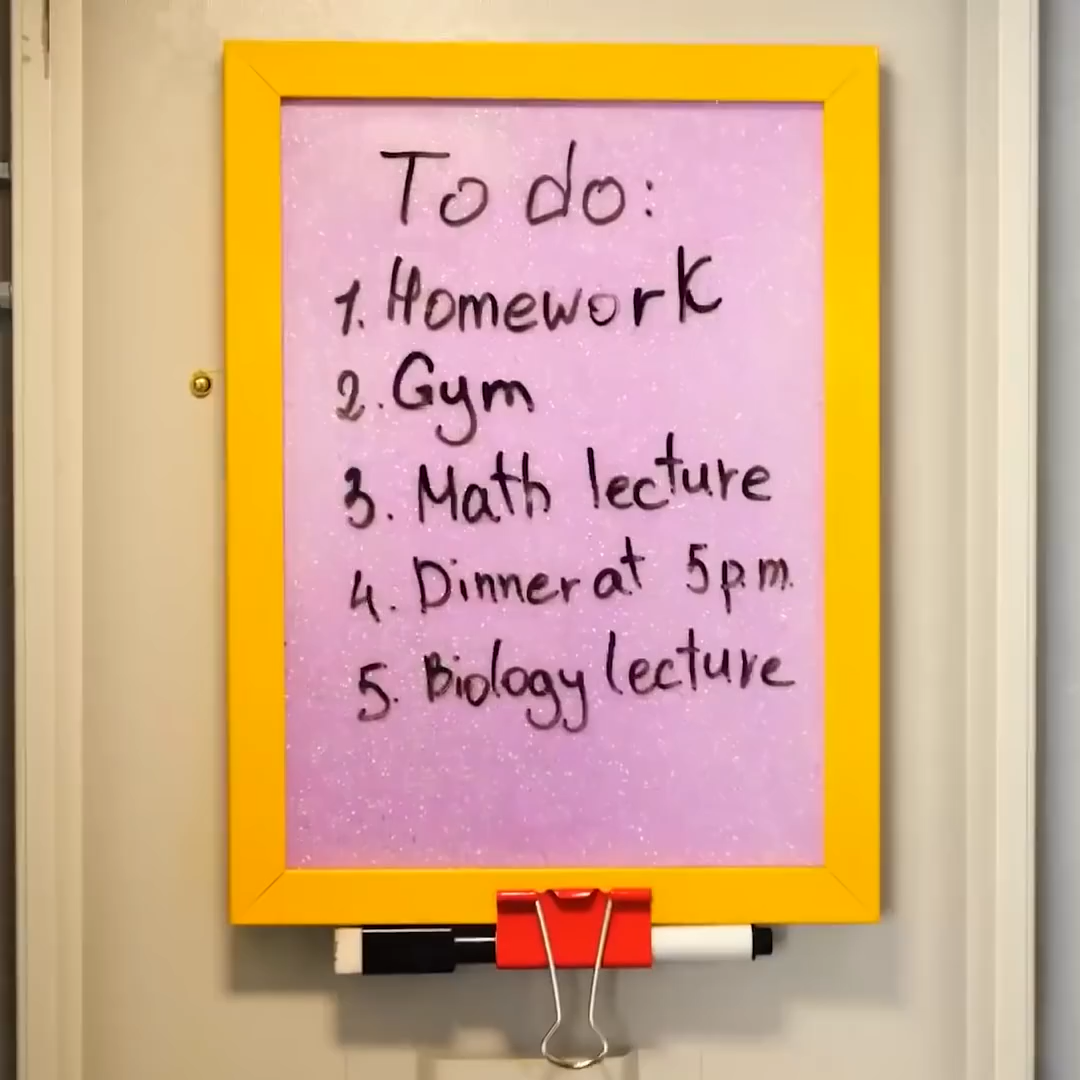 To do:
1. Homework
2. Gym
3. Math lecture
4. Dinner at 5 p.m.
5. Biology lecture